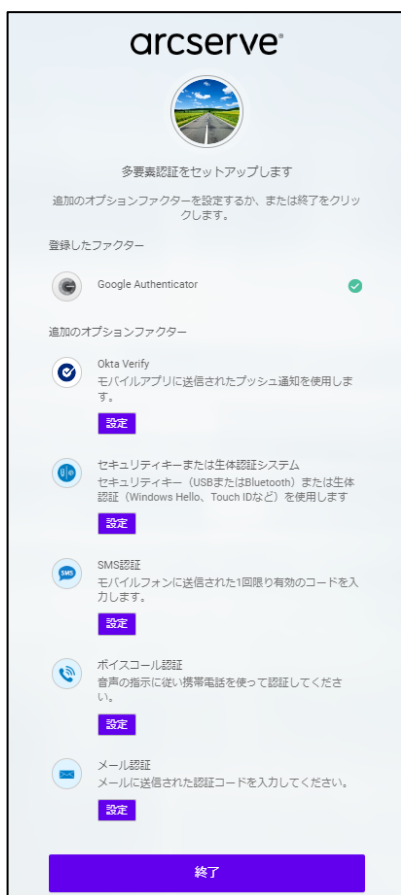 arcserve®
多要素認証をセットアップします
追加のオプションファクターを設定するか、または終了をクリッ
クします。
登録したファクター
Google Authenticator
追加のオプションファクター
Okta Verify
モバイルアプリに送信されたプッシュ通知を使用しま
す。
設定
セキュリティキーまたは生体認証システム
セキュリティキー（USBまたはBluetooth）または生体
認証（Windows Hello、Touch IDなど）を使用します
設定
SMS
SMS認証
モバイルフォンに送信された1回限り有効のコードを入
力します。
設定
ボイスコール認証
音声の指示に従い携帯電話を使って認証してくださ
い。
設定
メール認証
メールに送信された認証コードを入力してください。
設定
終了